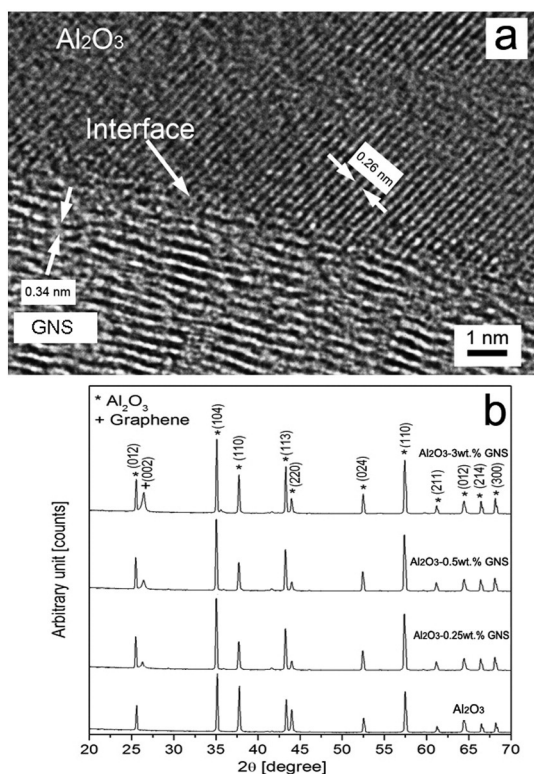 Al₂O₃
a
Interface
0.26 nm
0.34 nm
GNS
1 nm
b
* Al₂O₃
+ Graphene
*(012)
+(002)
*(104)
*(110)
*(113)
*(220)
*(024)
*(110)
*(211)
*(012)
*(214)
*(300)
Al₂O₃-3wt.% GNS
Al₂O₃-0.5wt.% GNS
Al₂O₃-0.25wt.% GNS
Al₂O₃
Arbitrary unit [counts]
20 25 30 35 40 45 50 55 60 65 70
2θ [degree]